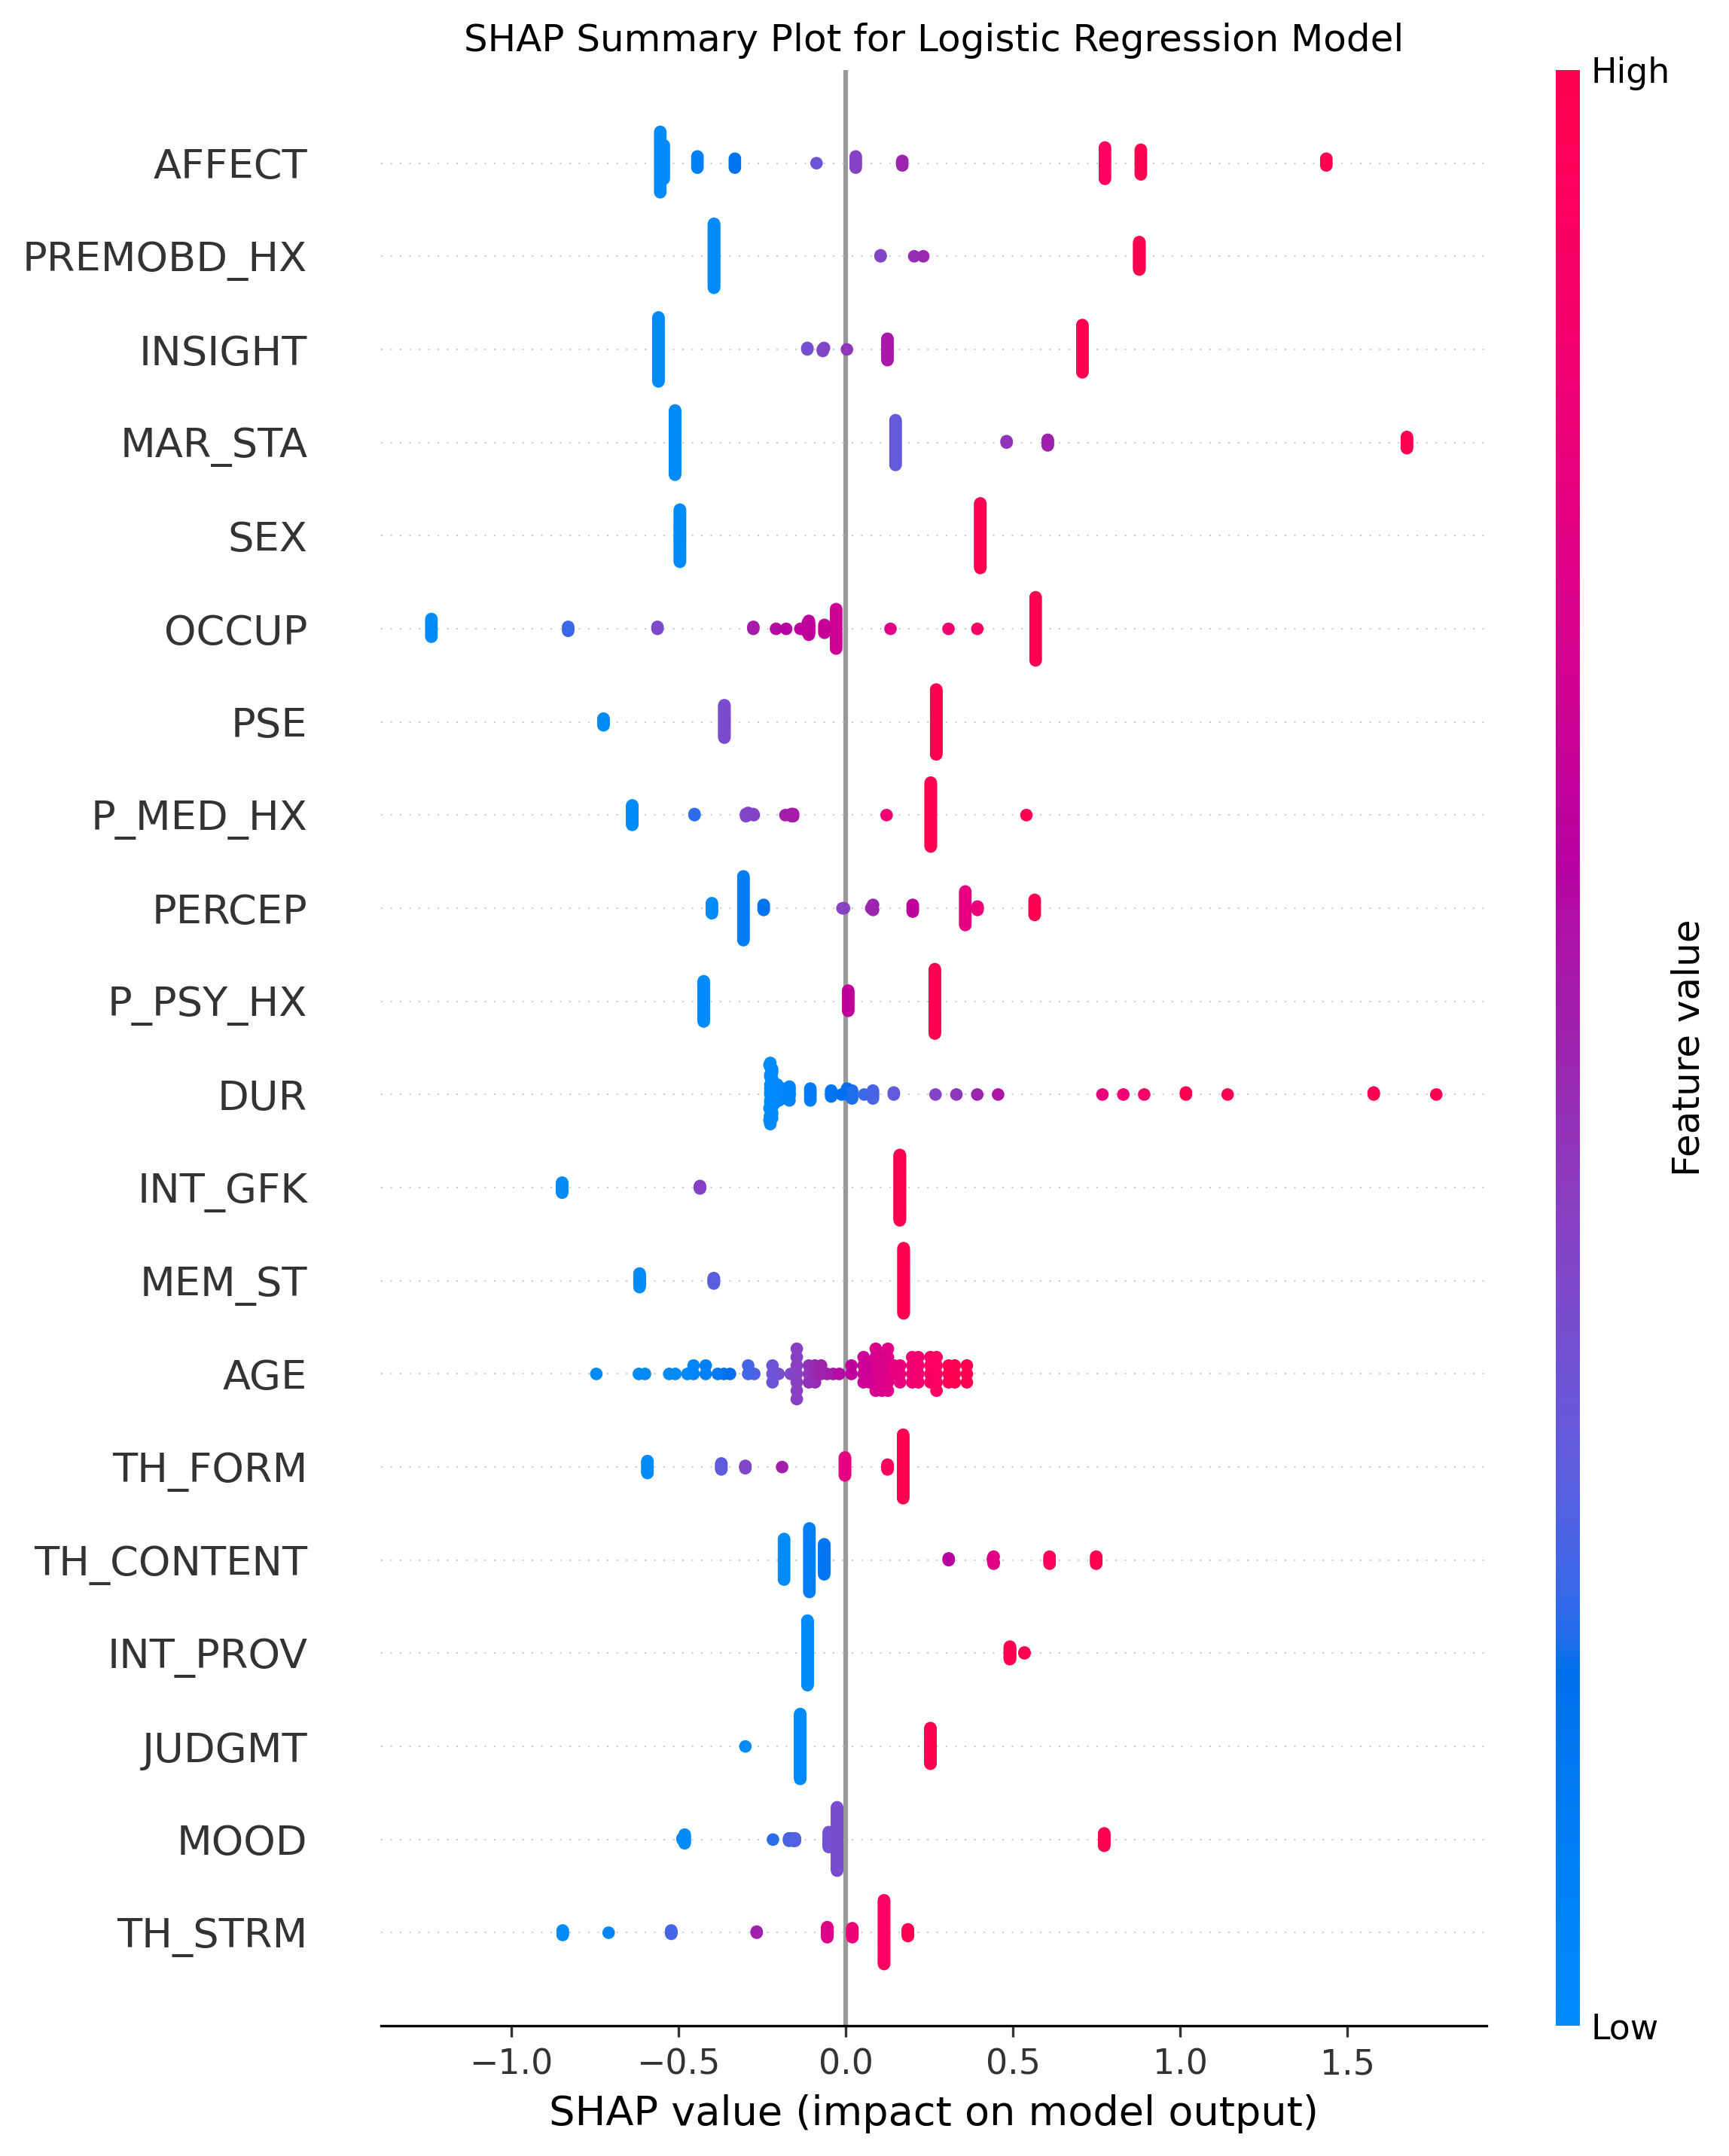 SHAP Summary Plot for Logistic Regression Model
High
AFFECT
PREMOBD_HX
INSIGHT
MAR_STA
SEX
OCCUP
PSE
P_MED_HX
PERCEP
P_PSY_HX
DUR
INT_GFK
MEM_ST
AGE
TH_FORM
TH_CONTENT
INT_PROV
JUDGMT
MOOD
TH_STRM
Feature value
Low
−1.0 −0.5 0.0 0.5 1.0 1.5
SHAP value (impact on model output)